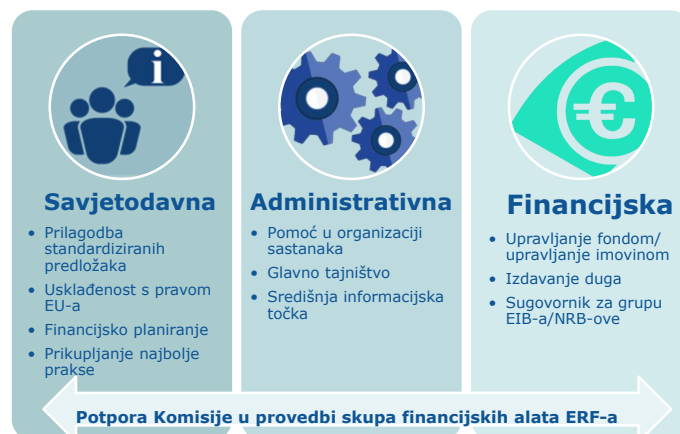 i
Savjetodavna
• Prilagodba
standardiziranih
predložaka
• Usklađenost s pravom
EU-a
• Financijsko planiranje
• Prikupljanje najbolje
prakse
Administrativna
• Pomoć u organizaciji
sastanaka
• Glavno tajništvo
• Središnja informacijska
točka
€
Financijska
• Upravljanje fondom/
upravljanje imovinom
• Izdavanje duga
• Sugovornik za grupu
EIB-a/NRB-ove
Potpora Komisije u provedbi skupa financijskih alata ERF-a